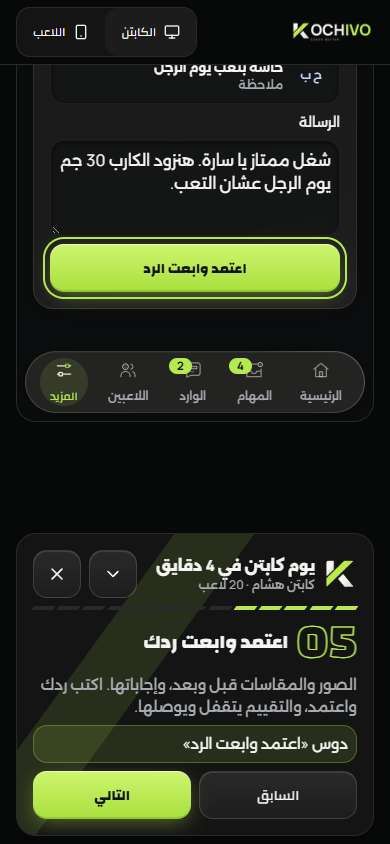 KOCHIVO
الكابتن
اللاعب
ح ب
حاسة بتعب يوم الرجل
ملاحظة
الرسالة
شغل ممتاز يا سارة. هنزود الكارب 30 جم
يوم الرجل عشان التعب.
اعتمد وابعت الرد
الرئيسية
المهام 4
الوارد 2
اللاعبين
المزيد
يوم كابتن في 4 دقايق
كابتن هشام · 20 لاعب
05 اعتمد وابعت ردك
الصور والمقاسات قبل وبعد، وإجاباتها. اكتب ردك
واعتمد، والتقييم يتقفل ويوصلها.
دوس «اعتمد وابعت الرد»
السابق
التالي